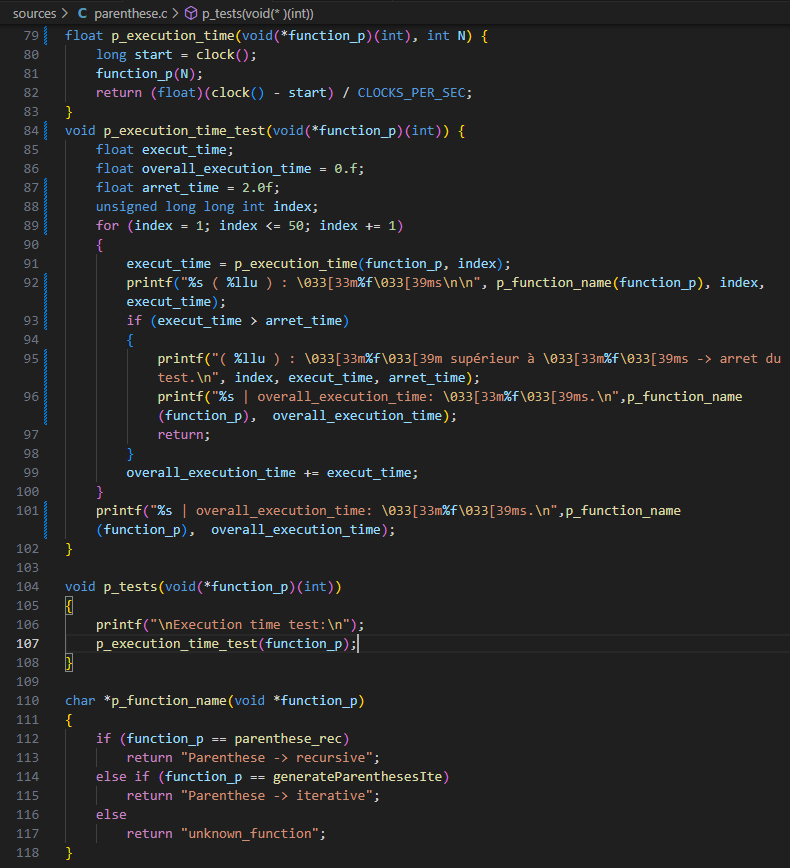 sources > C parenthese.c > p_tests(void(* )(int))
79 float p_execution_time(void(*function_p)(int), int N) {
80     long start = clock();
81     function_p(N);
82     return (float)(clock() - start) / CLOCKS_PER_SEC;
83 }
84 void p_execution_time_test(void(*function_p)(int)) {
85     float execut_time;
86     float overall_execution_time = 0.f;
87     float arret_time = 2.0f;
88     unsigned long long int index;
89     for (index = 1; index <= 50; index += 1)
90     {
91         execut_time = p_execution_time(function_p, index);
92         printf("%s ( %llu ) : \033[33m%f\033[39ms\n\n", p_function_name(function_p), index,
execut_time);
93         if (execut_time > arret_time)
94         {
95             printf("( %llu ) : \033[33m%f\033[39m supérieur à \033[33m%f\033[39ms -> arret du
test.\n", index, execut_time, arret_time);
96             printf("%s | overall_execution_time: \033[33m%f\033[39ms.\n",p_function_name
(function_p),  overall_execution_time);
97             return;
98         }
99         overall_execution_time += execut_time;
100     }
101     printf("%s | overall_execution_time: \033[33m%f\033[39ms.\n",p_function_name
(function_p),  overall_execution_time);
102 }
103
104 void p_tests(void(*function_p)(int))
105 {
106     printf("\nExecution time test:\n");
107     p_execution_time_test(function_p);
108 }
109
110 char *p_function_name(void *function_p)
111 {
112     if (function_p == parenthese_rec)
113         return "Parenthese -> recursive";
114     else if (function_p == generateParenthesesIte)
115         return "Parenthese -> iterative";
116     else
117         return "unknown_function";
118 }